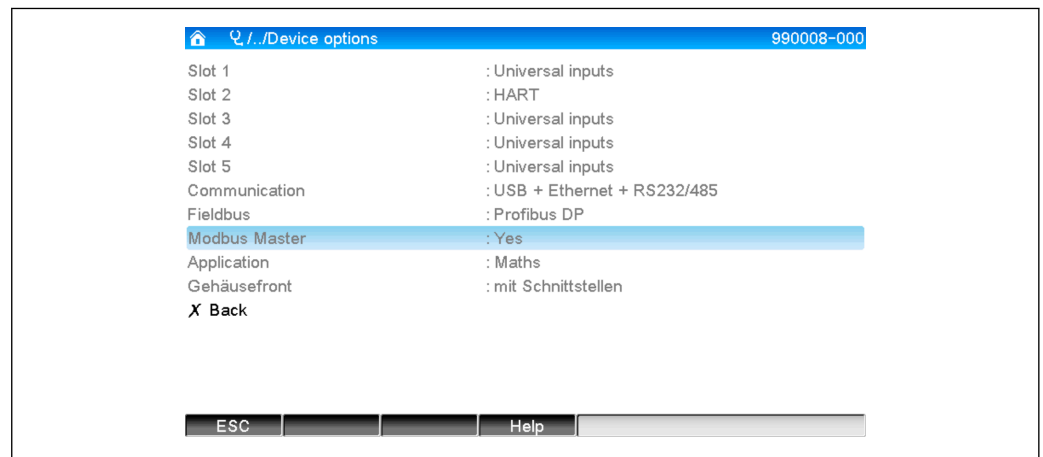 /../Device options 990008-000
Slot 1 : Universal inputs
Slot 2 : HART
Slot 3 : Universal inputs
Slot 4 : Universal inputs
Slot 5 : Universal inputs
Communication : USB + Ethernet + RS232/485
Fieldbus : Profibus DP
Modbus Master : Yes
Application : Maths
Gehäusefront : mit Schnittstellen
X Back
ESC Help